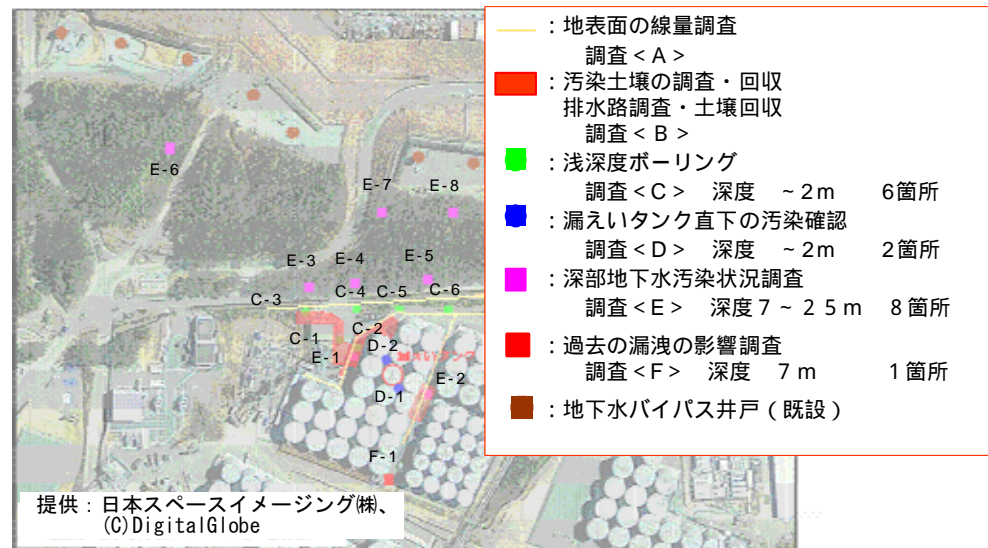 ：地表面の線量調査
調査<A>
：汚染土壌の調査・回収
排水路調査・土壌回収
調査<B>
：浅深度ボーリング
調査<C>　深度　~2m　6箇所
：漏えいタンク直下の汚染確認
調査<D>　深度　~2m　2箇所
：深部地下水汚染状況調査
調査<E>　深度7~25m　8箇所
：過去の漏洩の影響調査
調査<F>　深度　7m　1箇所
：地下水バイパス井戸（既設）
E-6
E-7
E-8
E-3
E-4
E-5
C-3
C-4
C-5
C-6
C-1
C-2
E-1
D-2
漏えいタンク
D-1
E-2
F-1
提供：日本スペースイメージング㈱、
(C)DigitalGlobe